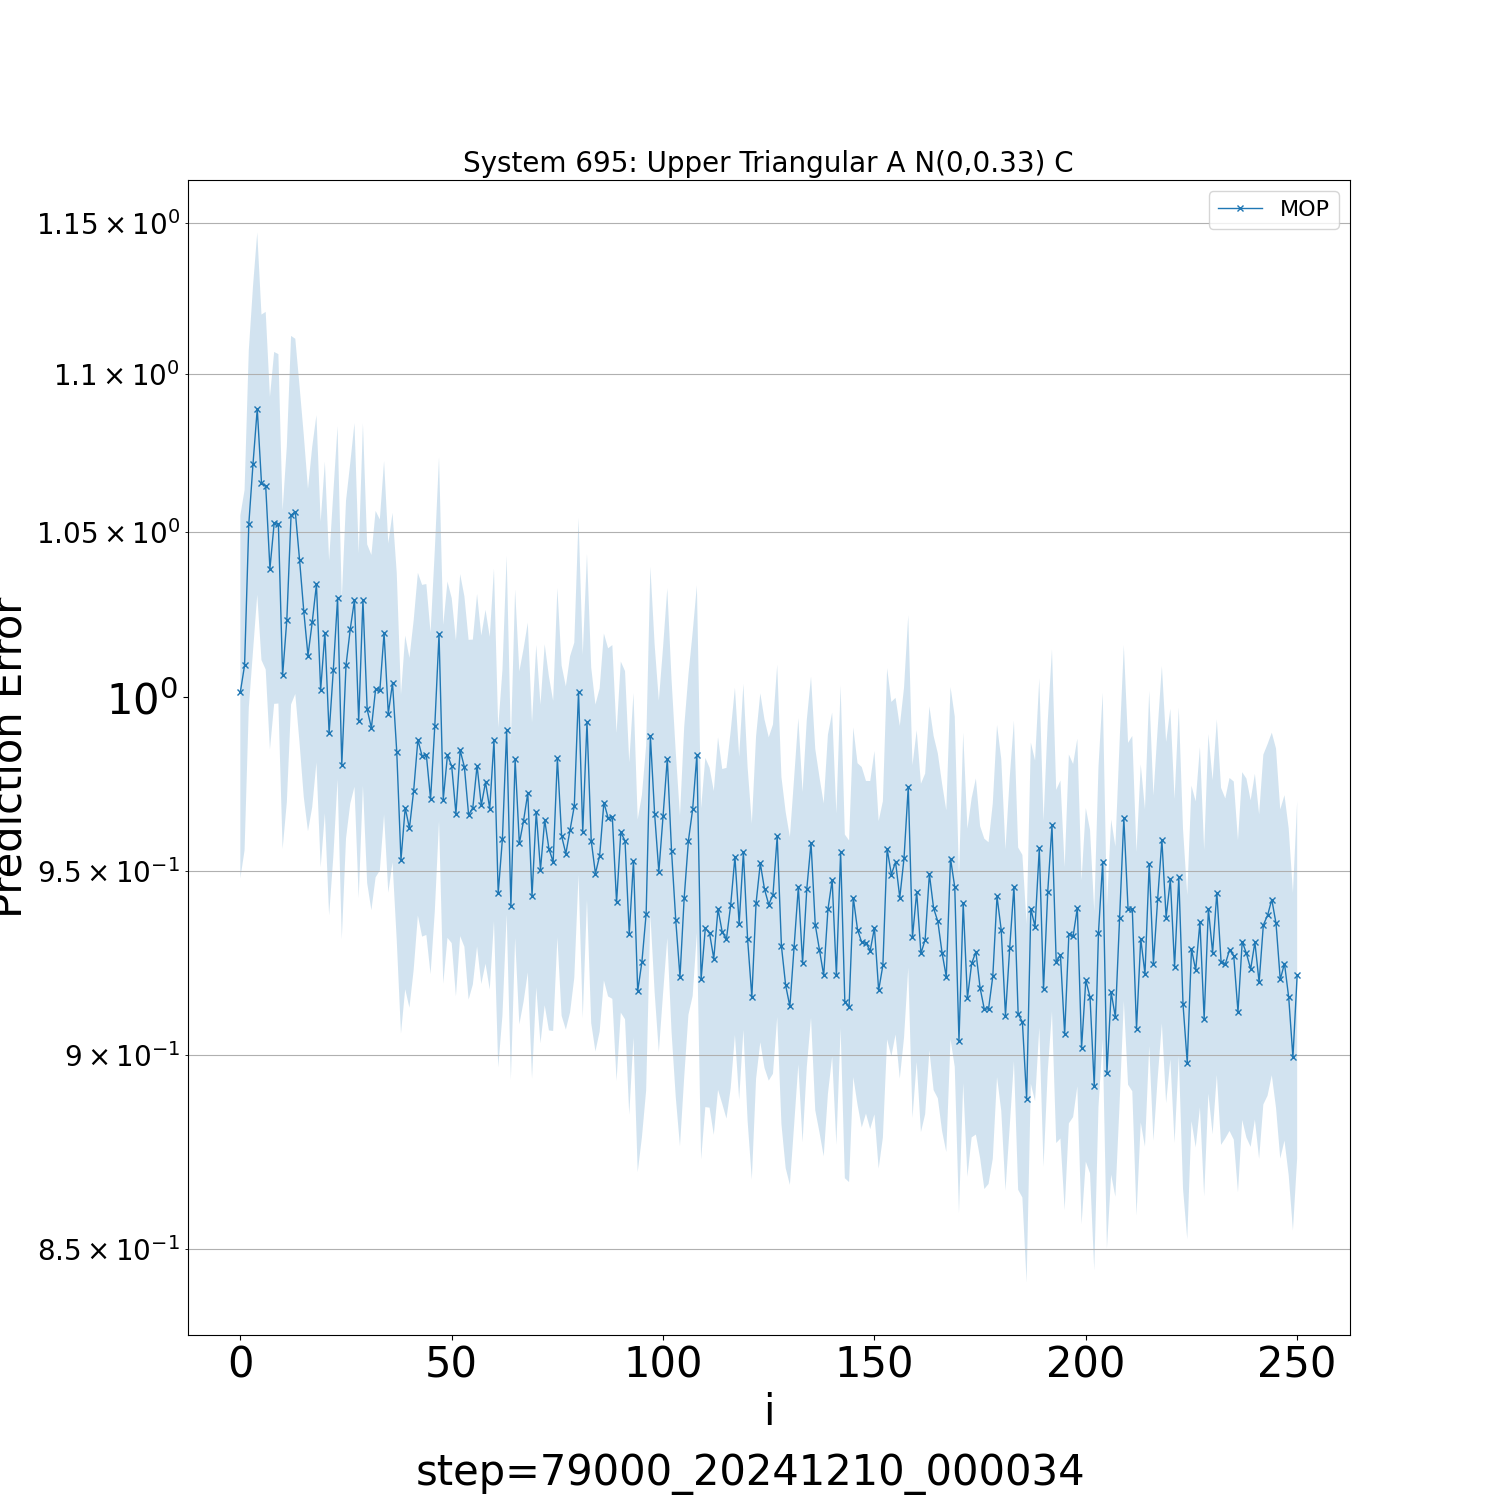 System 695: Upper Triangular A N(0,0.33) C
MOP
Prediction Error
1.15 × 10⁰
1.1 × 10⁰
1.05 × 10⁰
10⁰
9.5 × 10⁻¹
9 × 10⁻¹
8.5 × 10⁻¹
0 50 100 150 200 250
i
step=79000_20241210_000034